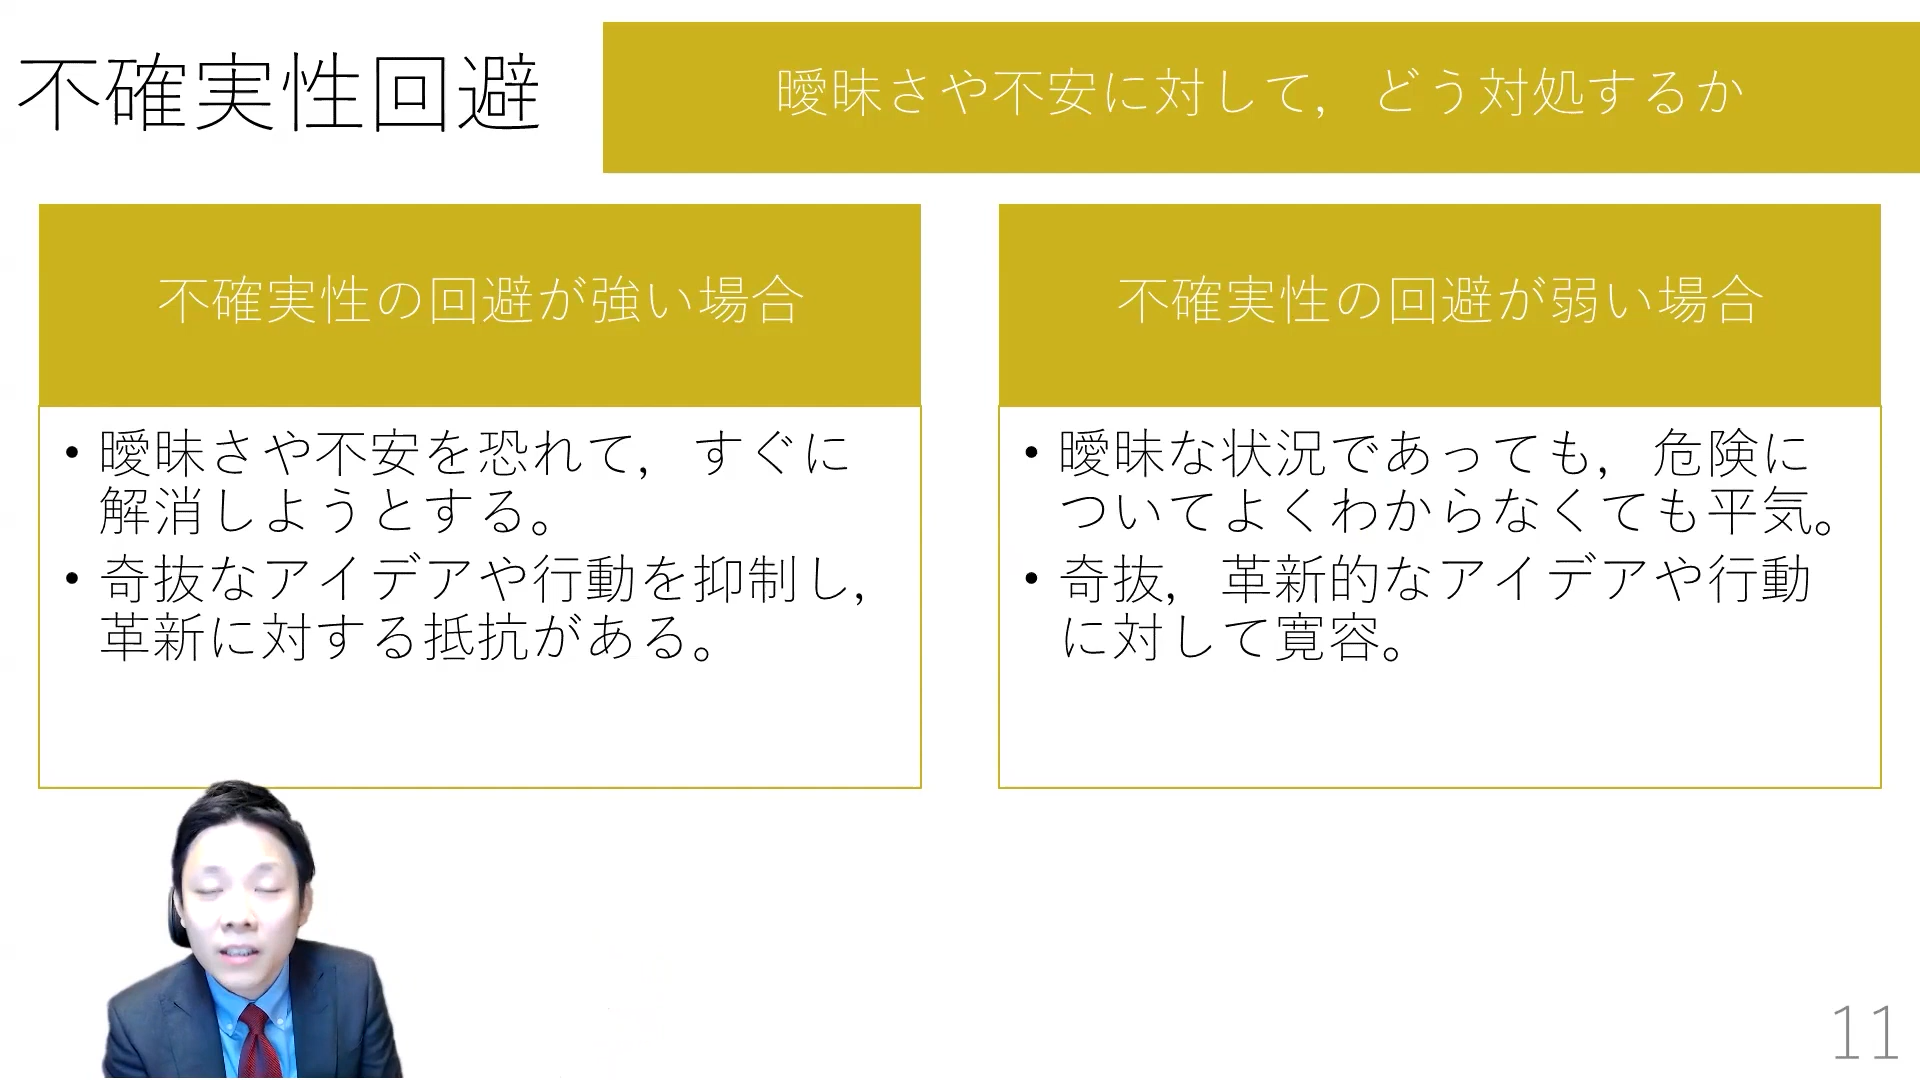 不確実性回避
曖昧さや不安に対して，どう対処するか
不確実性の回避が強い場合
• 曖昧さや不安を恐れて，すぐに
解消しようとする。
• 奇抜なアイデアや行動を抑制し，
革新に対する抵抗がある。
不確実性の回避が弱い場合
• 曖昧な状況であっても，危険に
ついてよくわからなくても平気。
• 奇抜，革新的なアイデアや行動
に対して寛容。
11